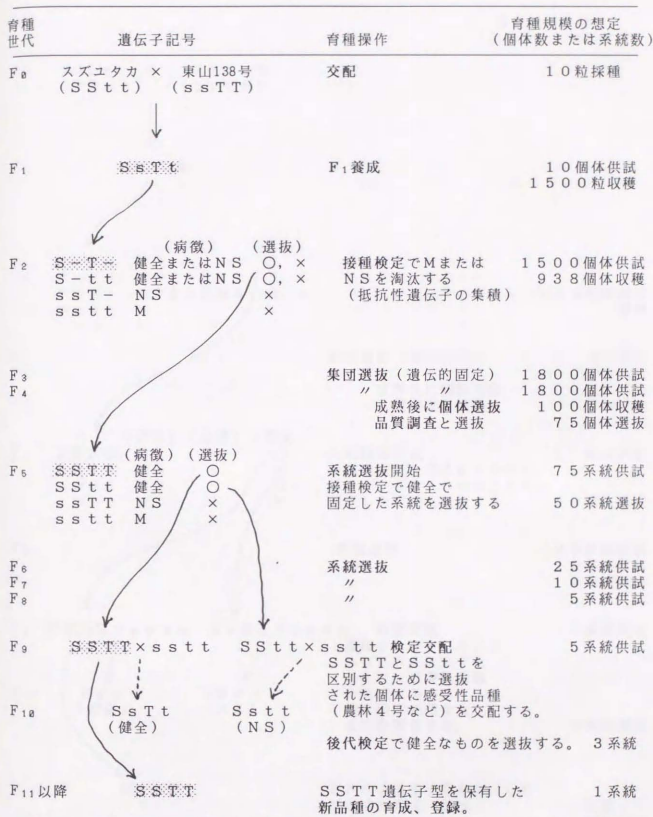 育種世代 遺伝子記号 育種操作 育種規模の想定(個体数または系統数)
F₀ スズユタカ × 東山138号 交配 10粒採種
(SStt) (ssTT)
F₁ SsTt F₁養成 10個体供試
1500粒収穫
(病徴) (選抜)
F₂ S-T- 健全またはNS ○, × 接種検定でMまたは 1500個体供試
S-tt 健全またはNS ○, × NSを淘汰する 938個体収穫
ssT- NS × (抵抗性遺伝子の集積)
sstt M ×
F₃ 集団選抜(遺伝的固定) 1800個体供試
F₄ 〃 〃 1800個体供試
成熟後に個体選抜 100個体収穫
品質調査と選抜 75個体選抜
(病徴) (選抜)
F₅ SSTT 健全 ○ 系統選抜開始 75系統供試
SStt 健全 ○ 接種検定で健全で
ssTT NS × 固定した系統を選抜する 50系統選抜
sstt M ×
F₆ 系統選抜 25系統供試
F₇ 〃 10系統供試
F₈ 〃 5系統供試
F₉ SSTT×sstt SStt×sstt 検定交配 5系統供試
SSTTとSSttを
区別するために選抜
された個体に感受性品種
F₁₀ SsTt Sstt (農林4号など)を交配する。
(健全) (NS)
後代検定で健全なものを選抜する。 3系統
F₁₁以降 SSTT SSTT遺伝子型を保有した 1系統
新品種の育成、登録。